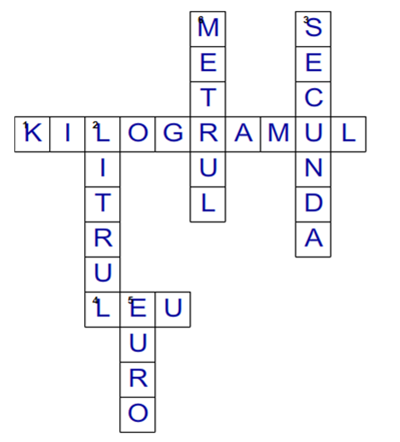 6 METRUL
3 SECUNDA
1 KILOGRAMUL
2 LITRUL
4 LEU
5 EURO